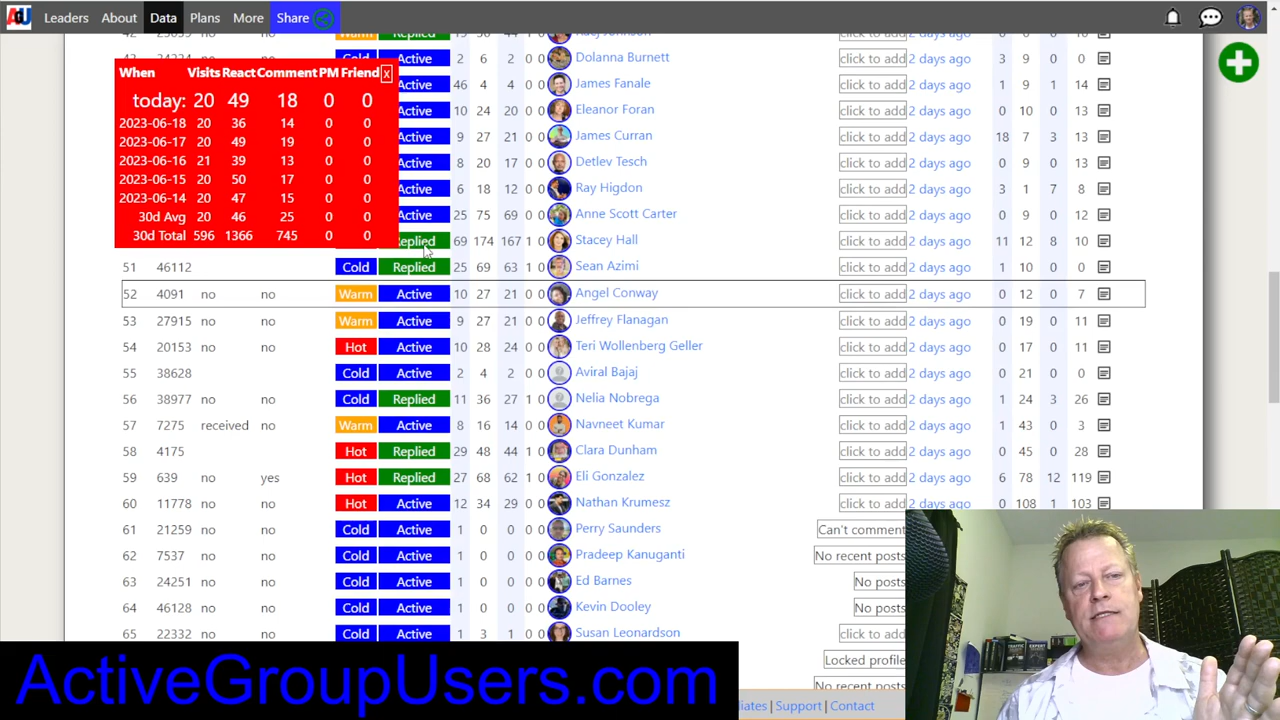 AGU Leaders About Data Plans More Share
Replied
Cold Active 2 6 2 0 0 Dolanna Burnett click to add 2 days ago 3 9 0 0
When Visits React Comment PM Friend x
today: 20 49 18 0 0
2023-06-18 20 36 14 0 0
2023-06-17 20 49 19 0 0
2023-06-16 21 39 13 0 0
2023-06-15 20 50 17 0 0
2023-06-14 20 47 15 0 0
30d Avg 20 46 25 0 0
30d Total 596 1366 745 0 0
Active 46 4 4 0 0 James Fanale click to add 2 days ago 1 9 1 14
Active 10 24 20 0 0 Eleanor Foran click to add 2 days ago 0 10 0 13
Active 9 27 21 0 0 James Curran click to add 2 days ago 18 7 3 13
Active 8 20 17 0 0 Detlev Tesch click to add 2 days ago 0 9 0 13
Active 6 18 12 0 0 Ray Higdon click to add 2 days ago 3 1 7 8
Active 25 75 69 0 0 Anne Scott Carter click to add 2 days ago 0 9 0 12
Replied 69 174 167 1 0 Stacey Hall click to add 2 days ago 11 12 8 10
51 46112 Cold Replied 25 69 63 1 0 Sean Azimi click to add 2 days ago 1 10 0 0
52 4091 no no Warm Active 10 27 21 0 0 Angel Conway click to add 2 days ago 0 12 0 7
53 27915 no no Warm Active 9 27 21 0 0 Jeffrey Flanagan click to add 2 days ago 0 19 0 11
54 20153 no no Hot Active 10 28 24 0 0 Teri Wollenberg Geller click to add 2 days ago 0 17 0 11
55 38628 Cold Active 2 4 2 0 0 Aviral Bajaj click to add 2 days ago 0 21 0 0
56 38977 no no Cold Replied 11 36 27 1 0 Nelia Nobrega click to add 2 days ago 1 24 3 26
57 7275 received no Warm Active 8 16 14 0 0 Navneet Kumar click to add 2 days ago 1 43 0 3
58 4175 Hot Replied 29 48 44 1 0 Clara Dunham click to add 2 days ago 0 45 0 28
59 639 no yes Hot Replied 27 68 62 1 0 Eli Gonzalez click to add 2 days ago 6 78 12 119
60 11778 no no Hot Active 12 34 29 0 0 Nathan Krumesz click to add 2 days ago 0 108 1 103
61 21259 no no Cold Active 1 0 0 0 0 Perry Saunders Can't comment
62 7537 no no Cold Active 1 0 0 0 0 Pradeep Kanuganti No recent posts
63 24251 no no Cold Active 1 0 0 0 0 Ed Barnes No posts
64 46128 no no Cold Active 1 0 0 0 0 Kevin Dooley No posts
65 22332 no no Cold Active 1 3 1 0 0 Susan Leonardson click to add
Locked profile
No recent posts
ActiveGroupUsers.com
iates | Support | Contact